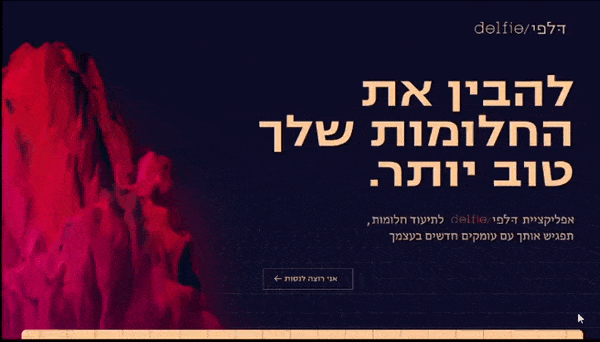 דלפי/delfie
להבין את
החלומות שלך
טוב יותר.
אפליקציית דלפי/delfie לתיעוד חלומות,
תפגיש אותך עם עומקים חדשים בעצמך
אני רוצה לנסות ←